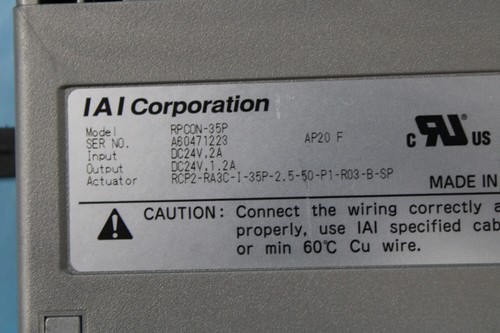 IAI Corporation
Model RPCON-35P
SER NO. A60471223 AP20 F
Input DC24V,2A
Output DC24V,1.2A
Actuator RCP2-RA3C-I-35P-2.5-50-P1-R03-B-SP
c RU US
MADE IN
CAUTION: Connect the wiring correctly a
properly, use IAI specified cab
or min 60℃ Cu wire.